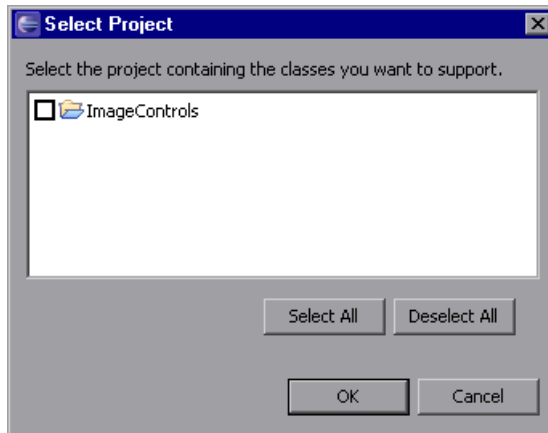 Select Project
Select the project containing the classes you want to support.
ImageControls
Select All Deselect All
OK Cancel